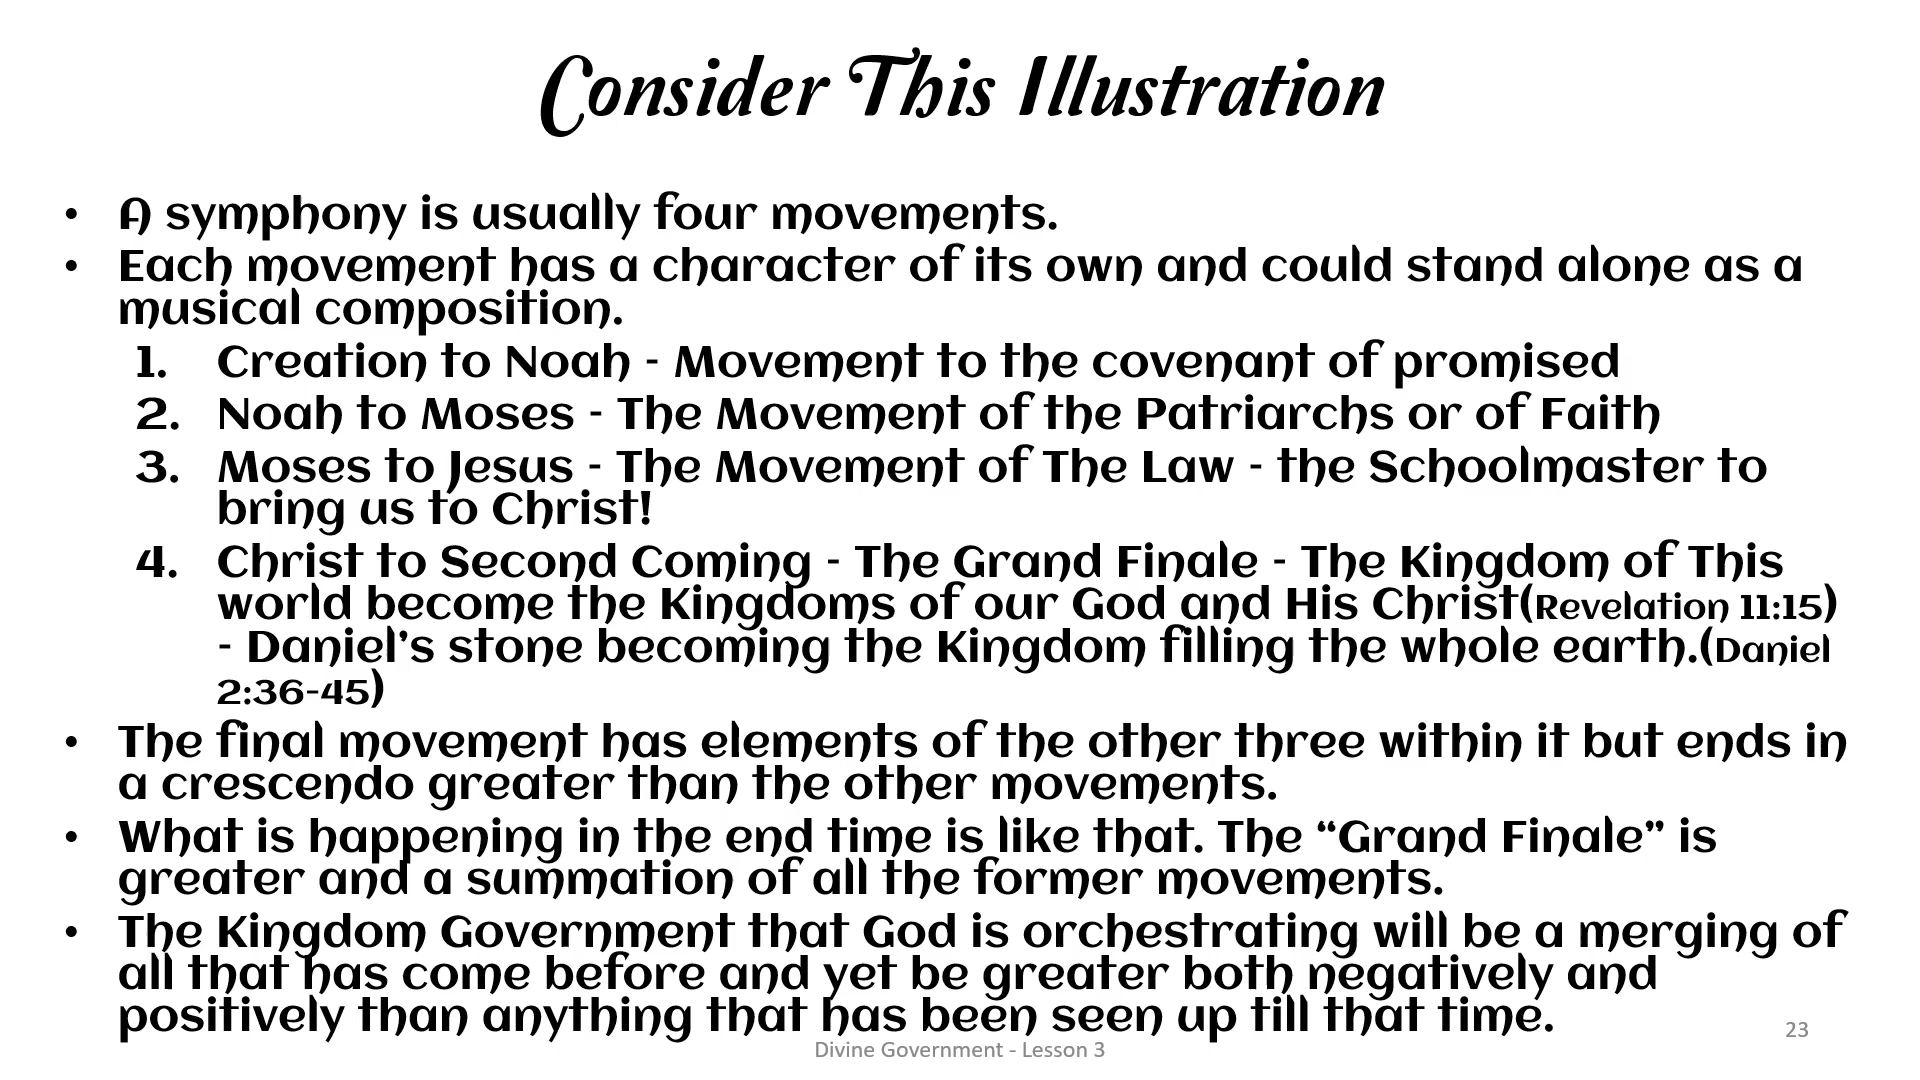 Consider This Illustration
• A symphony is usually four movements.
• Each movement has a character of its own and could stand alone as a
musical composition.
1. Creation to Noah - Movement to the covenant of promised
2. Noah to Moses - The Movement of the Patriarchs or of Faith
3. Moses to Jesus - The Movement of The Law - the Schoolmaster to
bring us to Christ!
4. Christ to Second Coming - The Grand Finale - The Kingdom of This
world become the Kingdoms of our God and His Christ(Revelation 11:15)
- Daniel's stone becoming the Kingdom filling the whole earth.(Daniel
2:36-45)
• The final movement has elements of the other three within it but ends in
a crescendo greater than the other movements.
• What is happening in the end time is like that. The “Grand Finale” is
greater and a summation of all the former movements.
• The Kingdom Government that God is orchestrating will be a merging of
all that has come before and yet be greater both negatively and
positively than anything that has been seen up till that time.
23
Divine Government - Lesson 3